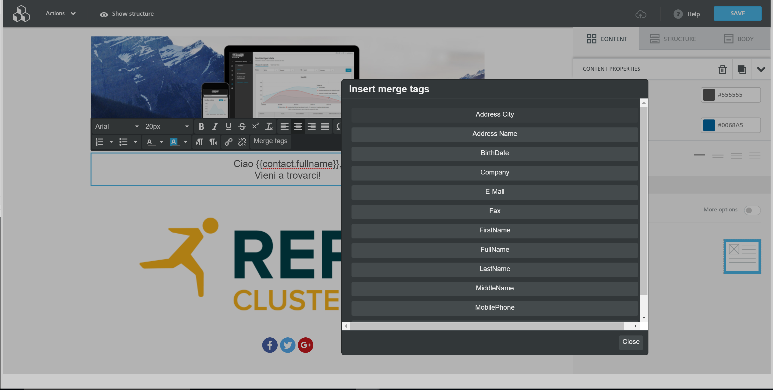 Actions
Show structure
Help
SAVE
CONTENT
STRUCTURE
BODY
CONTENT PROPERTIES
#555555
#0068A5
More options
Arial
20px
Merge tags
Ciao {{contact.fullname}},
Vieni a trovarci!
CLUSTE
Insert merge tags
Address City
Address Name
BirthDate
Company
E Mail
Fax
FirstName
FullName
LastName
MiddleName
MobilePhone
Close